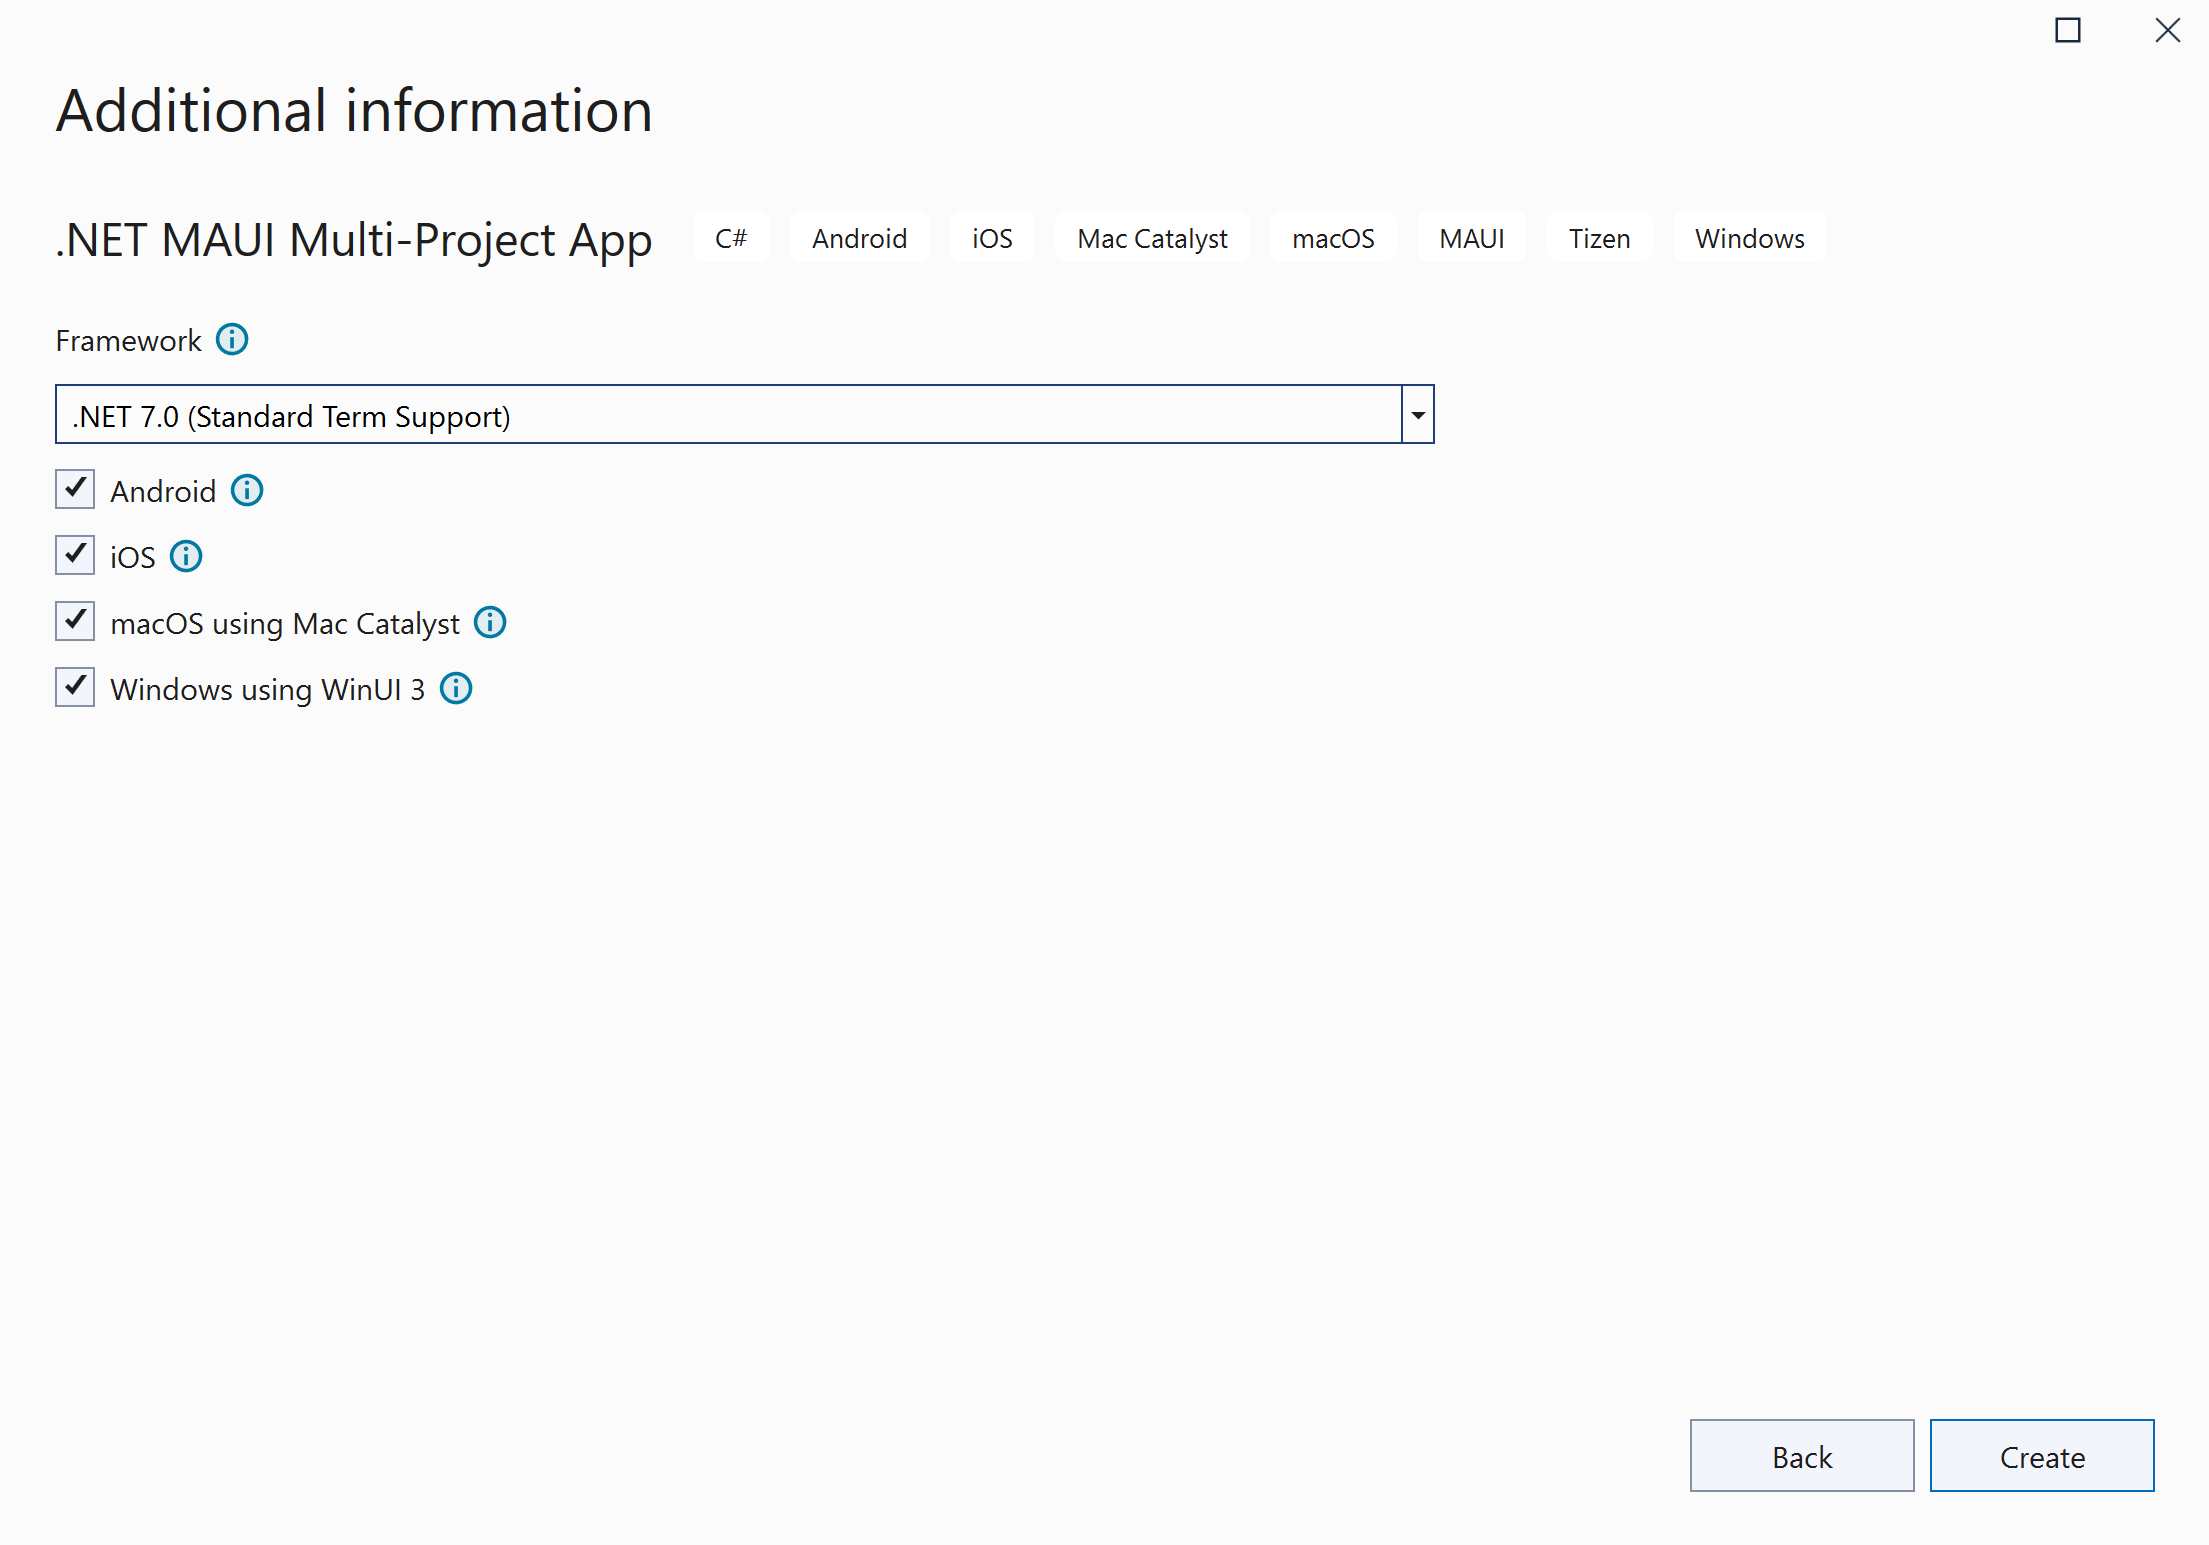 Additional information
.NET MAUI Multi-Project App C# Android iOS Mac Catalyst macOS MAUI Tizen Windows
Framework
.NET 7.0 (Standard Term Support)
Android
iOS
macOS using Mac Catalyst
Windows using WinUI 3
Back Create